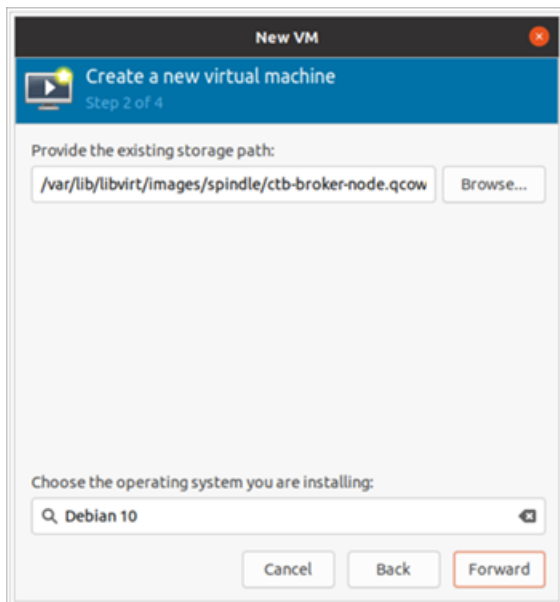 New VM
Create a new virtual machine
Step 2 of 4
Provide the existing storage path:
/var/lib/libvirt/images/spindle/ctb-broker-node.qcow
Browse...
Choose the operating system you are installing:
Debian 10
Cancel Back Forward